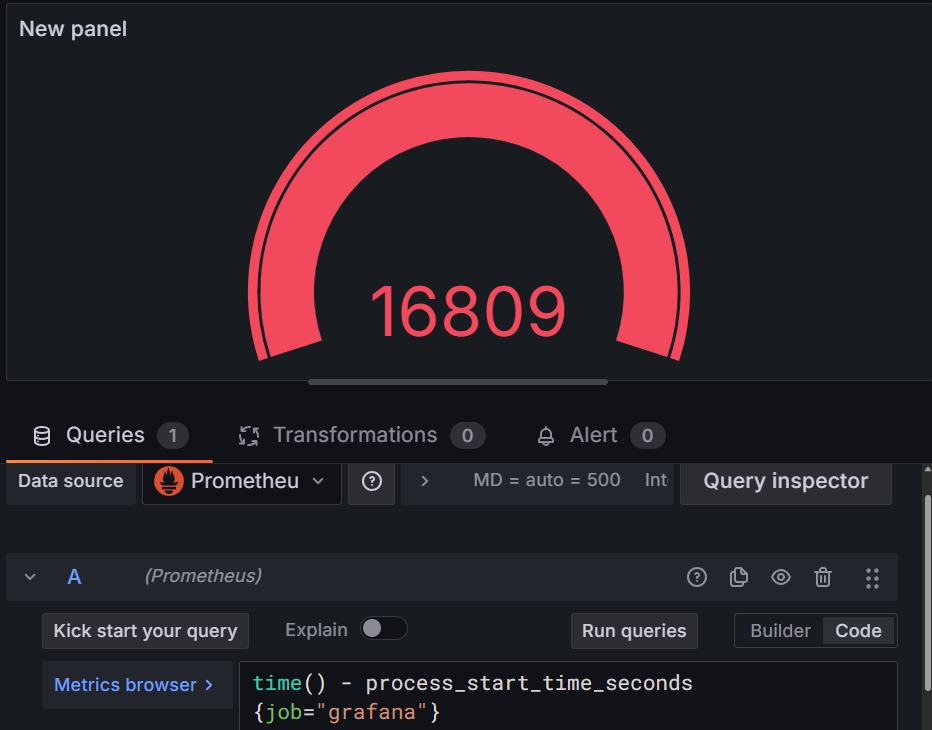 New panel
16809
Queries 1 Transformations 0 Alert 0
Data source Prometheu ? > MD = auto = 500 Int Query inspector
A (Prometheus)
Kick start your query Explain Run queries Builder Code
Metrics browser > time() - process_start_time_seconds
{job="grafana"}